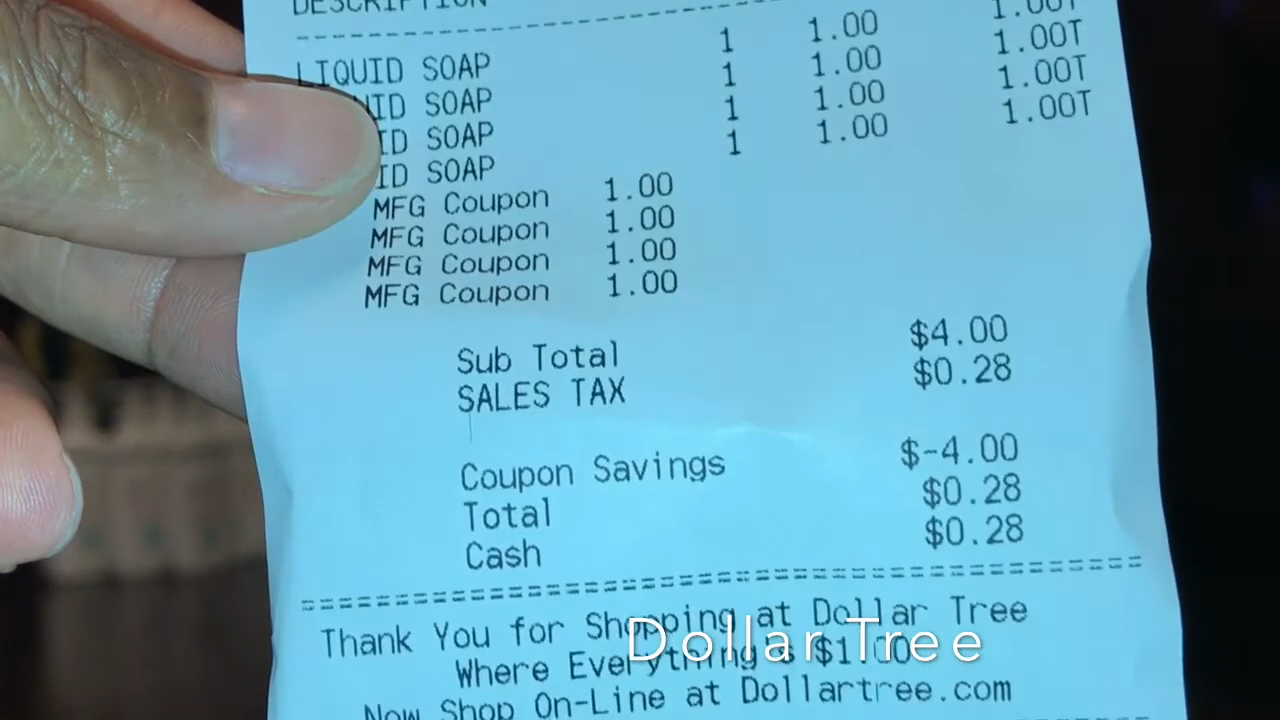 DESCRIPTION
LIQUID SOAP 1 1.00 1.00T
UID SOAP 1 1.00 1.00T
ID SOAP 1 1.00 1.00T
ID SOAP 1 1.00 1.00T
MFG Coupon 1.00
MFG Coupon 1.00
MFG Coupon 1.00
MFG Coupon 1.00
Sub Total $4.00
SALES TAX $0.28
Coupon Savings $-4.00
Total $0.28
Cash $0.28
Thank You for Shopping at Dollar Tree
Where Everything's $1.00
Now Shop On-Line at Dollartree.com
Dollar Tree